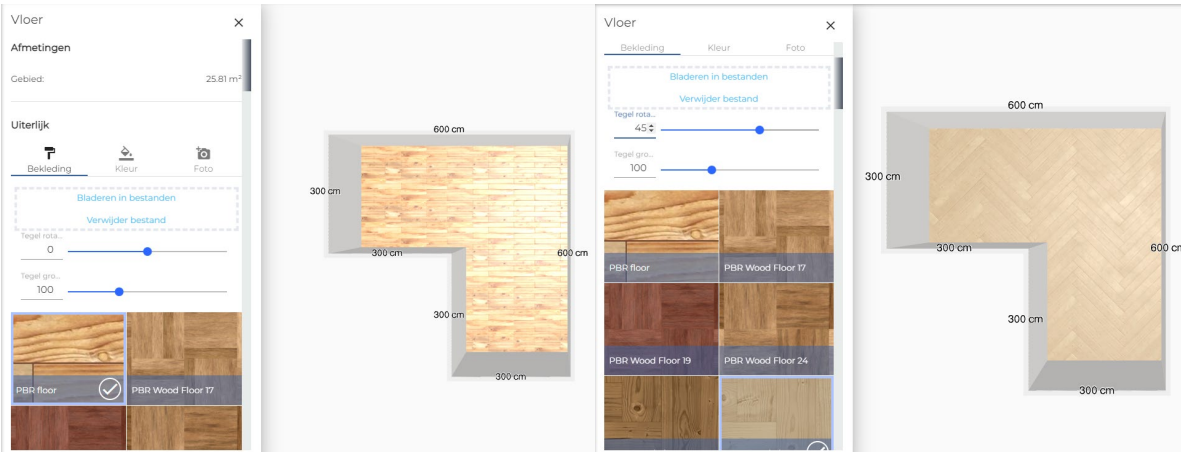 Vloer
Afmetingen
Gebied: 25.81 m²
Uiterlijk
Bekleding Kleur Foto
Bladeren in bestanden
Verwijder bestand
Tegel rota...
0
Tegel gro...
100
PBR floor PBR Wood Floor 17
600 cm
300 cm
300 cm 600 cm
300 cm
300 cm
Vloer
Bekleding Kleur Foto
Bladeren in bestanden
Verwijder bestand
Tegel rota...
45
Tegel gro...
100
PBR floor PBR Wood Floor 17
PBR Wood Floor 19 PBR Wood Floor 24
600 cm
300 cm
300 cm 600 cm
300 cm
300 cm